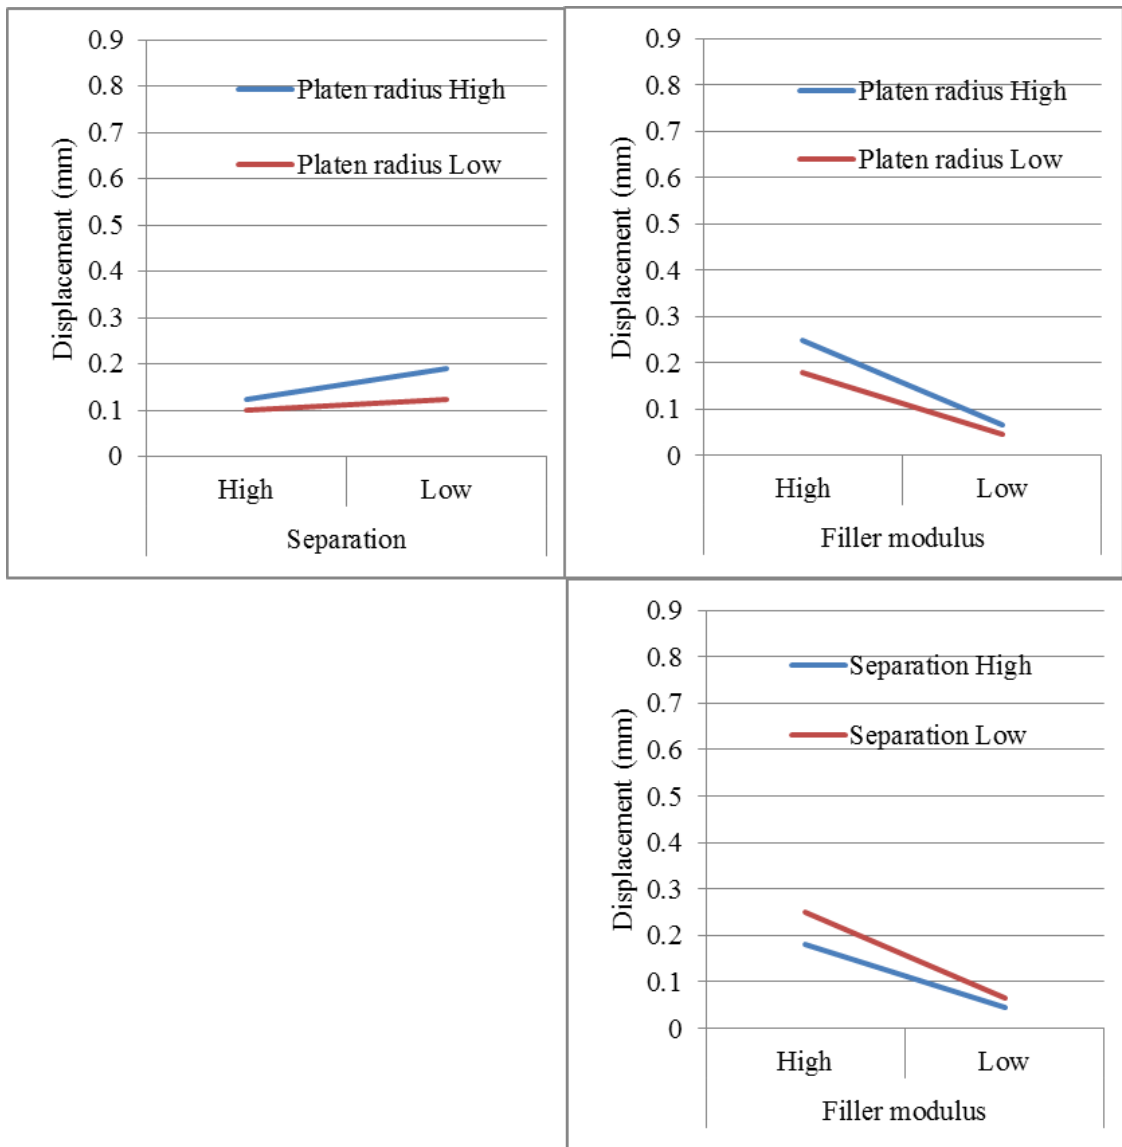 0.9
0.8
0.7
0.6
0.5
0.4
0.3
0.2
0.1
0
Displacement (mm)
Platen radius High
Platen radius Low
High Low
Separation
0.9
0.8
0.7
0.6
0.5
0.4
0.3
0.2
0.1
0
Displacement (mm)
Platen radius High
Platen radius Low
High Low
Filler modulus
0.9
0.8
0.7
0.6
0.5
0.4
0.3
0.2
0.1
0
Displacement (mm)
Separation High
Separation Low
High Low
Filler modulus